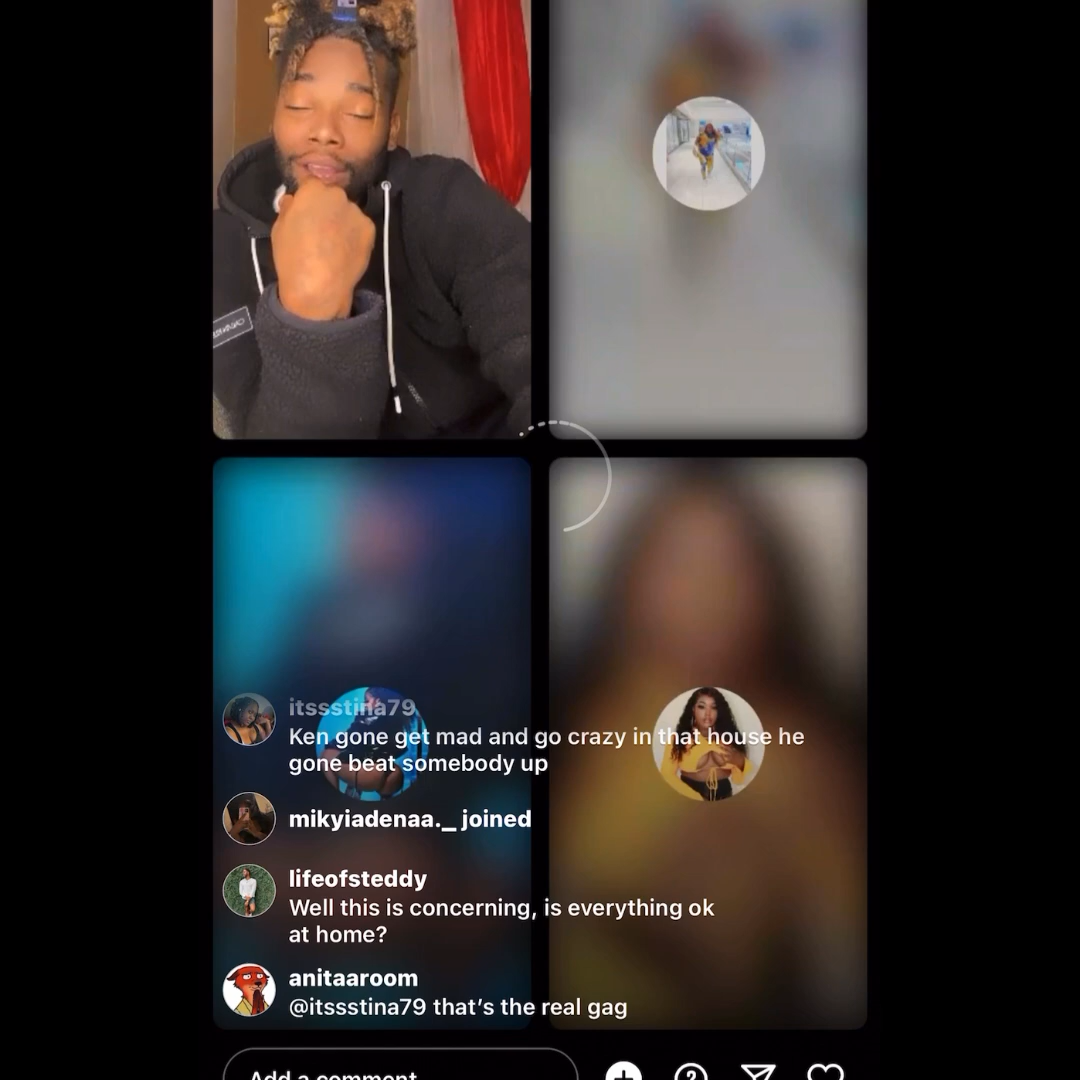 itssstina79
Ken gone get mad and go crazy in that house he
gone beat somebody up
mikyiadenaa._ joined
lifeofsteddy
Well this is concerning, is everything ok
at home?
anitaaroom
@itssstina79 that's the real gag
Add a comment